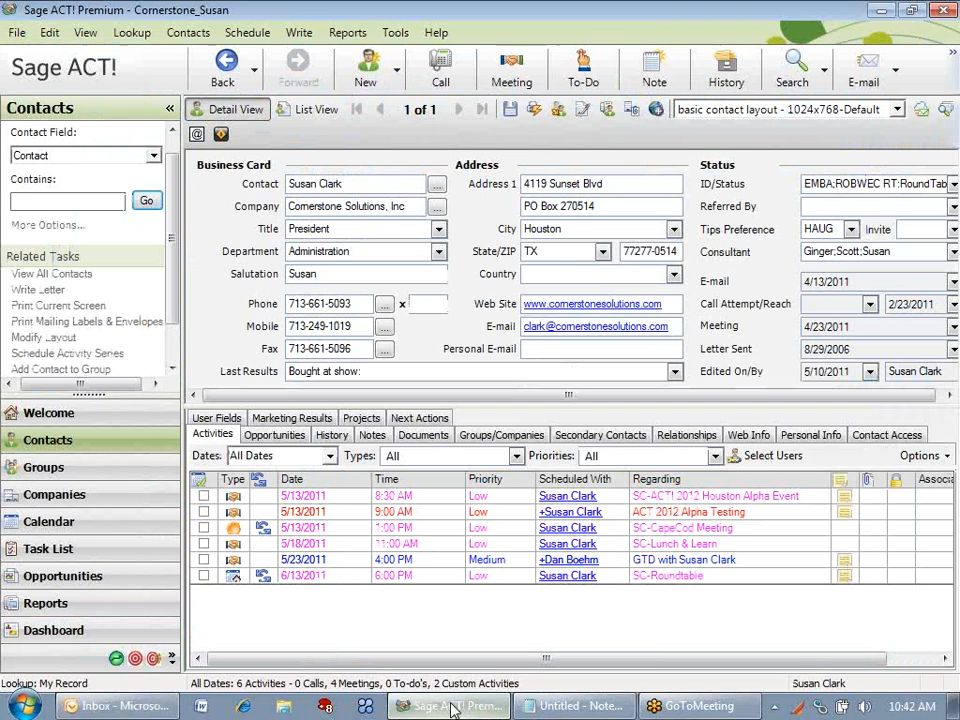 Sage ACT! Premium - Cornerstone_Susan
File Edit View Lookup Contacts Schedule Write Reports Tools Help
Sage ACT!
Back Forward New Call Meeting To-Do Note History Search E-mail
Contacts «
Detail View List View 1 of 1 basic contact layout - 1024x768-Default
Contact Field:
Contact
Contains:
Go
More Options...
Related Tasks
View All Contacts
Write Letter
Print Current Screen
Print Mailing Labels & Envelopes
Modify Layout
Schedule Activity Series
Add Contact to Group
Welcome
Contacts
Groups
Companies
Calendar
Task List
Opportunities
Reports
Dashboard
Business Card Address Status
Contact Susan Clark ... Address 1 4119 Sunset Blvd ID/Status EMBA;ROBWEC RT:RoundTab
Company Cornerstone Solutions, Inc ... PO Box 270514 Referred By
Title President City Houston Tips Preference HAUG Invite
Department Administration State/ZIP TX 77277-0514 Consultant Ginger;Scott;Susan
Salutation Susan Country E-mail 4/13/2011
Phone 713-661-5093 ... x Web Site www.cornerstonesolutions.com Call Attempt/Reach 2/23/2011
Mobile 713-249-1019 ... E-mail clark@cornerstonesolutions.com Meeting 4/23/2011
Fax 713-661-5096 ... Personal E-mail Letter Sent 8/29/2006
Last Results Bought at show: Edited On/By 5/10/2011 Susan Clark
User Fields Marketing Results Projects Next Actions
Activities Opportunities History Notes Documents Groups/Companies Secondary Contacts Relationships Web Info Personal Info Contact Access
Dates: All Dates Types: All Priorities: All Select Users Options
Type Date Time Priority Scheduled With Regarding Associa
5/13/2011 8:30 AM Low Susan Clark SC-ACT! 2012 Houston Alpha Event
5/13/2011 9:00 AM Low +Susan Clark ACT 2012 Alpha Testing
5/13/2011 1:00 PM Low Susan Clark SC-CapeCod Meeting
5/18/2011 11:00 AM Low Susan Clark SC-Lunch & Learn
5/23/2011 4:00 PM Medium +Dan Boehm GTD with Susan Clark
6/13/2011 6:00 PM Low Susan Clark SC-Roundtable
Lookup: My Record All Dates: 6 Activities - 0 Calls, 4 Meetings, 0 To-do's, 2 Custom Activities Susan Clark
Inbox - Microso... Sage ACT! Prem... Untitled - Note... GoToMeeting 10:42 AM